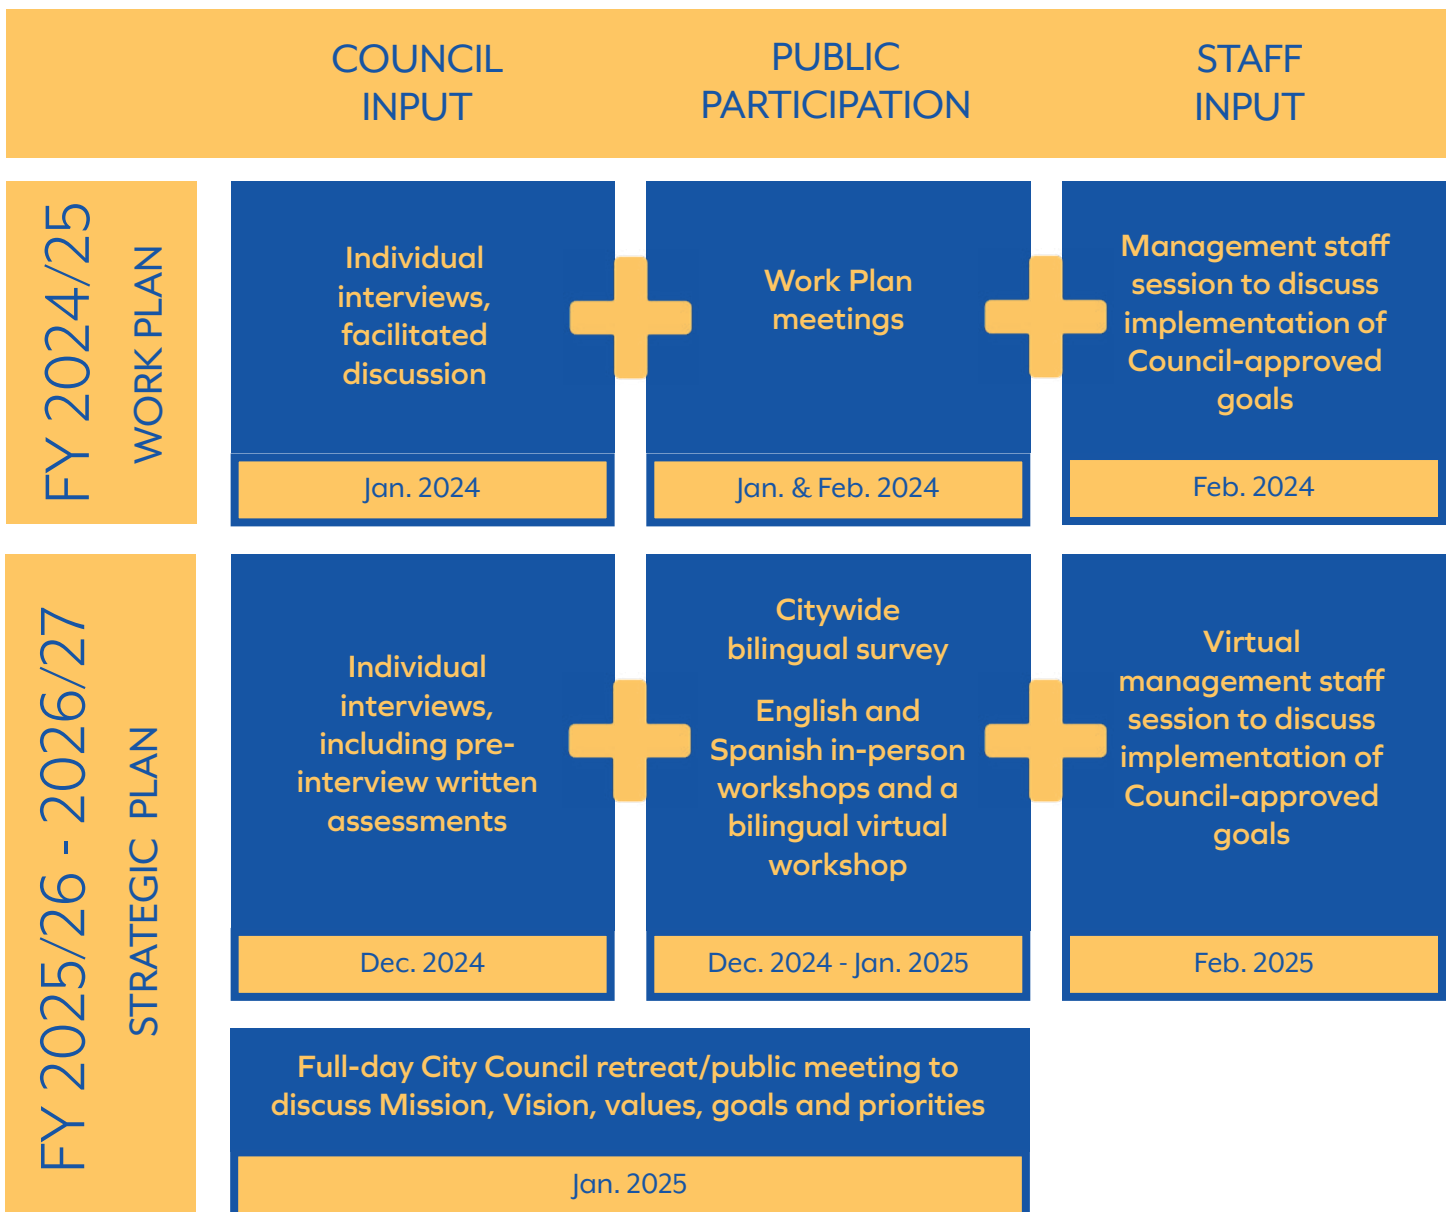 COUNCIL
INPUT
PUBLIC
PARTICIPATION
STAFF
INPUT
FY 2024/25
WORK PLAN
Individual
interviews,
facilitated
discussion
Jan. 2024
Work Plan
meetings
Jan. & Feb. 2024
Management staff
session to discuss
implementation of
Council-approved
goals
Feb. 2024
FY 2025/26 - 2026/27
STRATEGIC PLAN
Individual
interviews,
including pre-
interview written
assessments
Dec. 2024
Citywide
bilingual survey
English and
Spanish in-person
workshops and a
bilingual virtual
workshop
Dec. 2024 - Jan. 2025
Virtual
management staff
session to discuss
implementation of
Council-approved
goals
Feb. 2025
Full-day City Council retreat/public meeting to
discuss Mission, Vision, values, goals and priorities
Jan. 2025